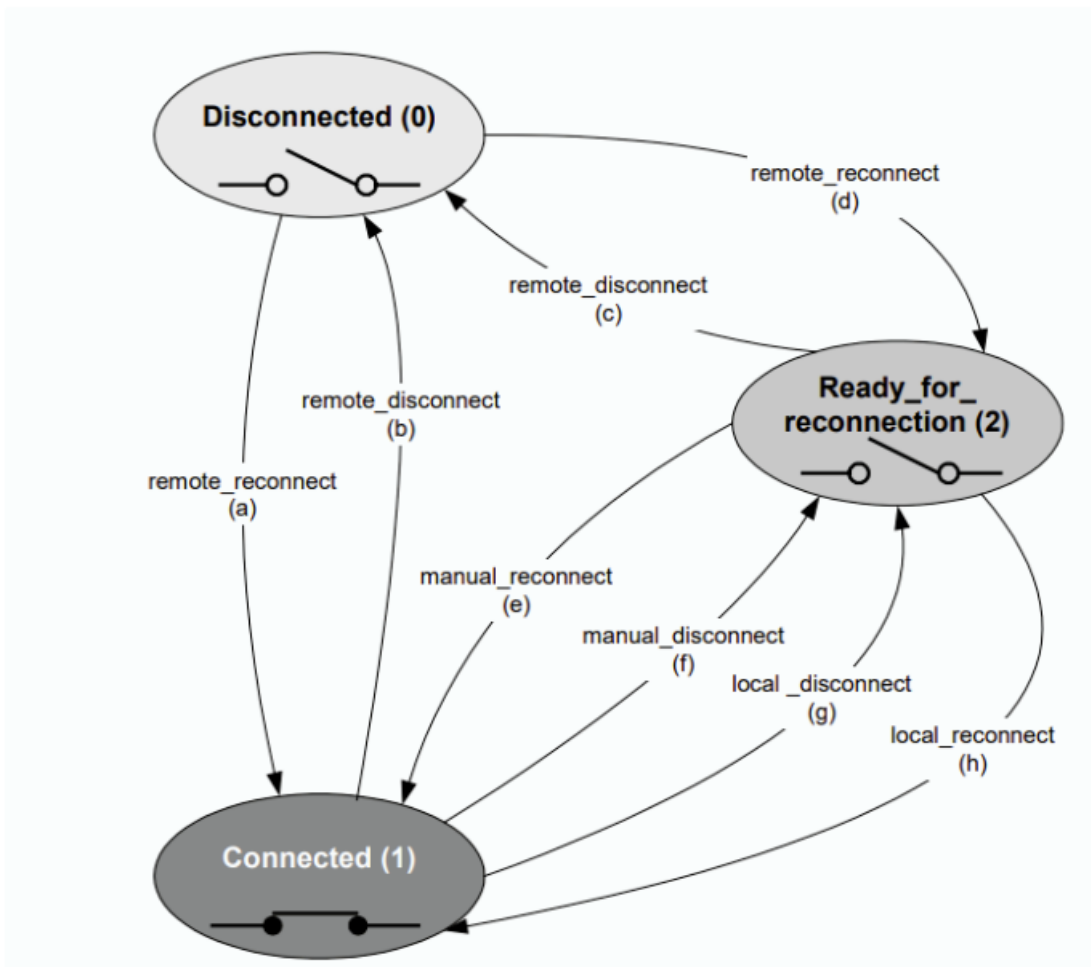 Disconnected (0)
remote_reconnect
(d)
remote_disconnect
(c)
Ready_for_
reconnection (2)
remote_disconnect
(b)
remote_reconnect
(a)
manual_reconnect
(e)
manual_disconnect
(f)
local _disconnect
(g)
local_reconnect
(h)
Connected (1)